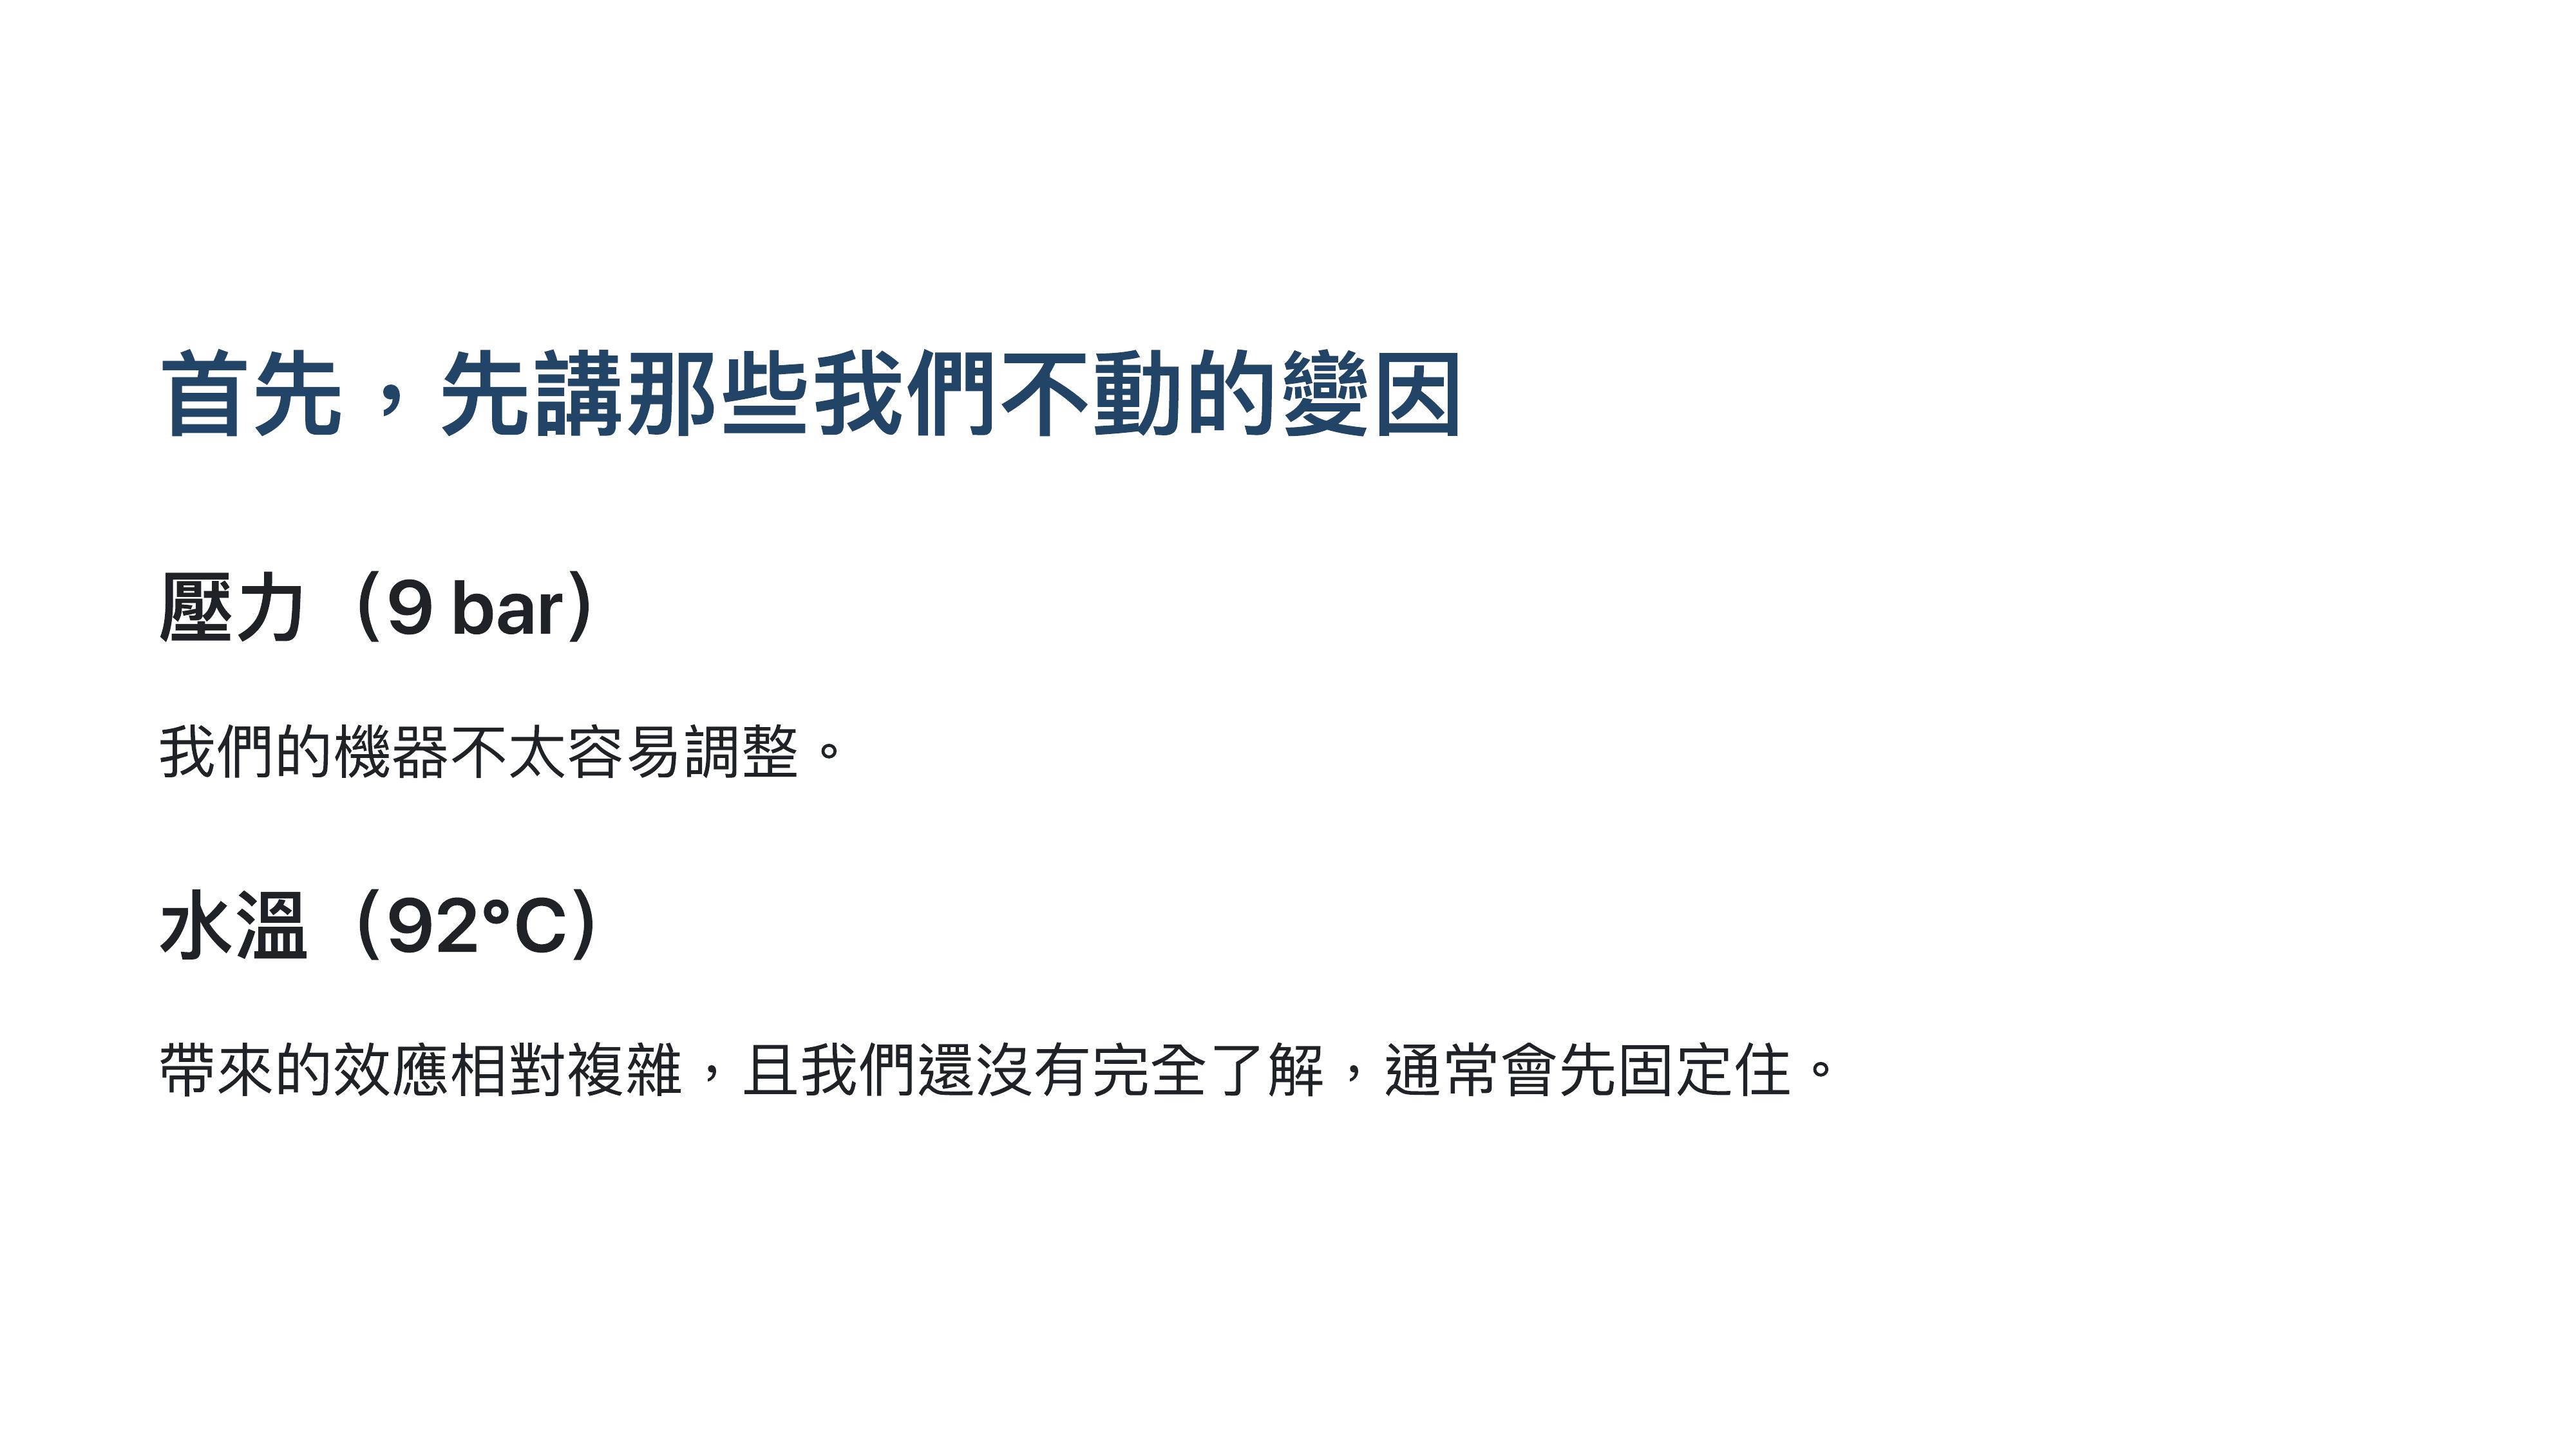 首先，先講那些我們不動的變因
壓力（9 bar）
我們的機器不太容易調整。
水溫（92°C）
帶來的效應相對複雜，且我們還沒有完全了解，通常會先固定住。